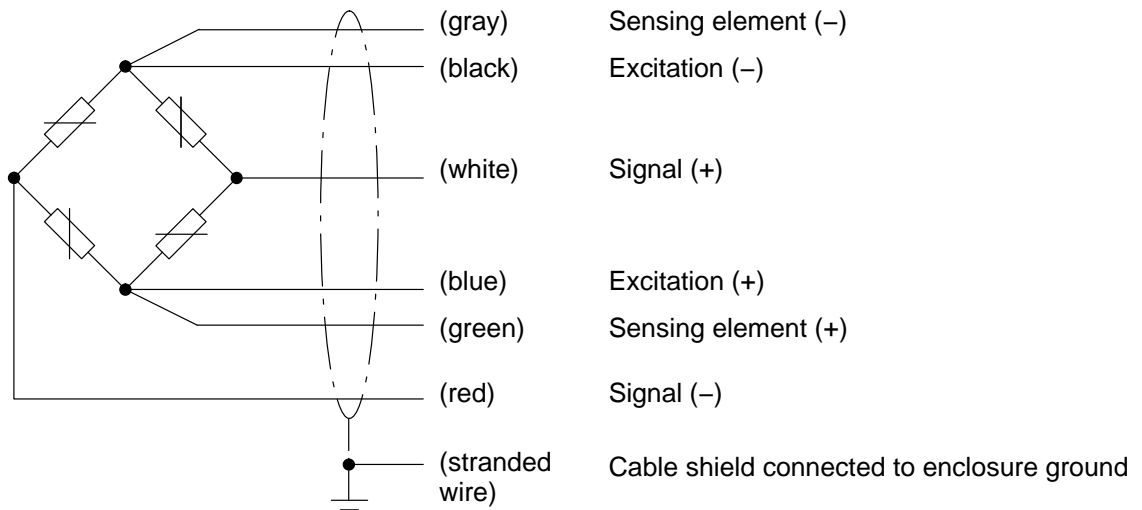 (gray) Sensing element (−)
(black) Excitation (−)
(white) Signal (+)
(blue) Excitation (+)
(green) Sensing element (+)
(red) Signal (−)
(stranded Cable shield connected to enclosure ground
wire)